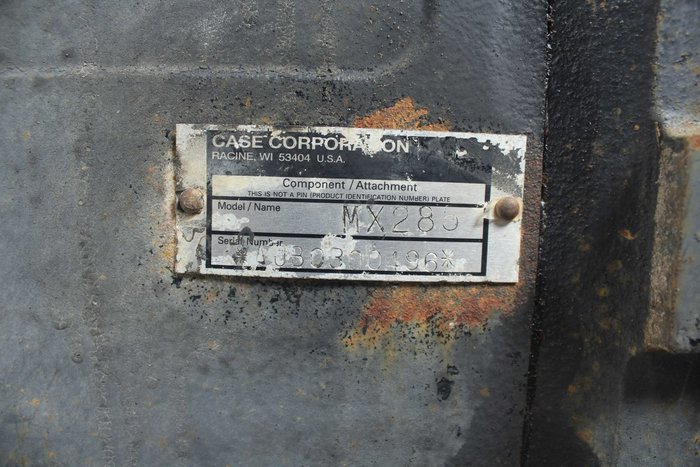 CASE CORPORATION
RACINE, WI 53404 U.S.A.
Component / Attachment
THIS IS NOT A PIN (PRODUCT IDENTIFICATION NUMBER) PLATE
Model / Name MX285
Serial Number